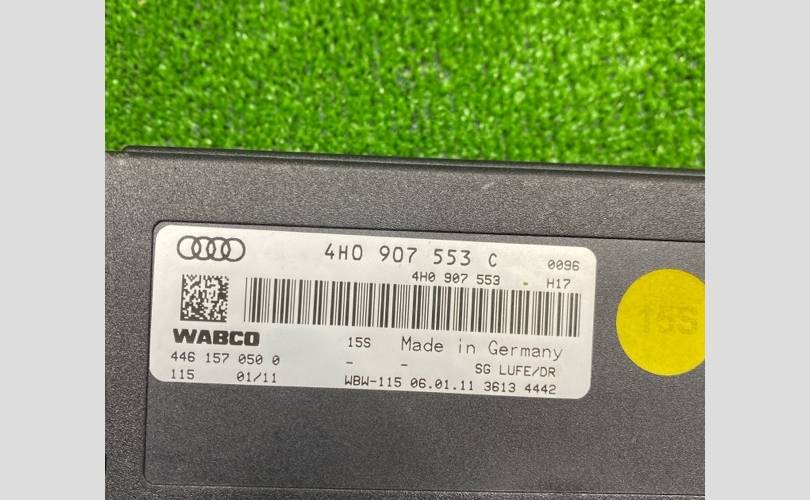 4H0 907 553 C 0096
4H0 907 553 - H17
WABCO 15S Made in Germany
446 157 050 0 - - SG LUFE/DR
115 01/11 WBW-115 06.01.11 3613 4442
15S